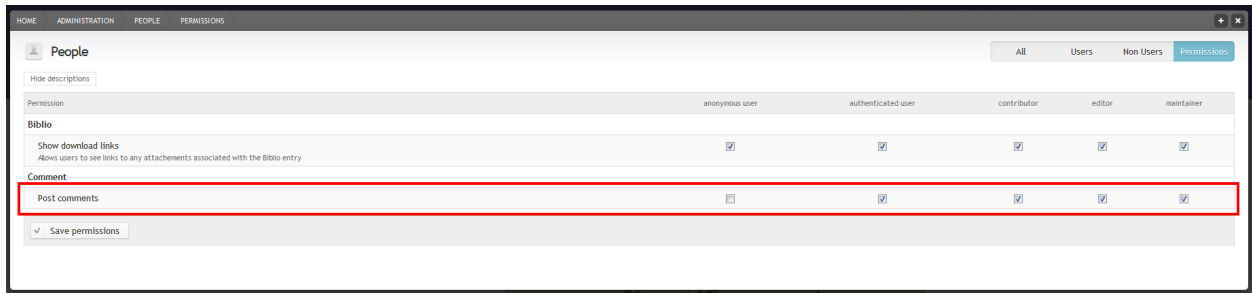 HOME ADMINISTRATION PEOPLE PERMISSIONS
People
All Users Non Users Permissions
Hide descriptions
Permission anonymous user authenticated user contributor editor maintainer
Biblio
Show download links
Allows users to see links to any attachements associated with the Biblio entry
Comment
Post comments
Save permissions